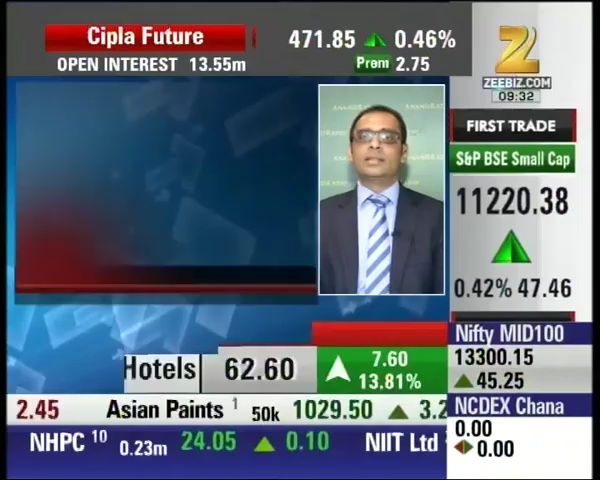 Cipla Future
471.85 0.46%
OPEN INTEREST 13.55m
Prem 2.75
Z
ZEEBIZ.COM
09:32
FIRST TRADE
S&P BSE Small Cap
11220.38
0.42% 47.46
ANANDRATHI
Nifty MID100
13300.15
45.25
NCDEX Chana
0.00
0.00
Hotels 62.60 7.60
13.81%
2.45 Asian Paints 1 50k 1029.50 3.2
NHPC 10 0.23m 24.05 0.10 NIIT Ltd